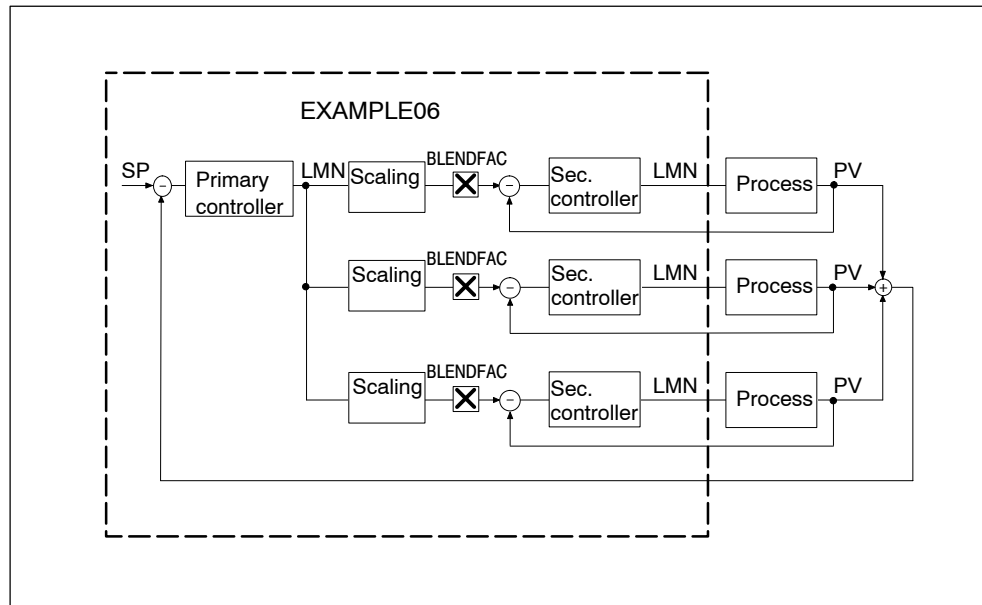 EXAMPLE06
SP
−
Primary
controller
LMN
Scaling
BLENDFAC
−
Sec.
controller
LMN
Process
PV
Scaling
BLENDFAC
−
Sec.
controller
LMN
Process
PV
+
Scaling
BLENDFAC
−
Sec.
controller
LMN
Process
PV